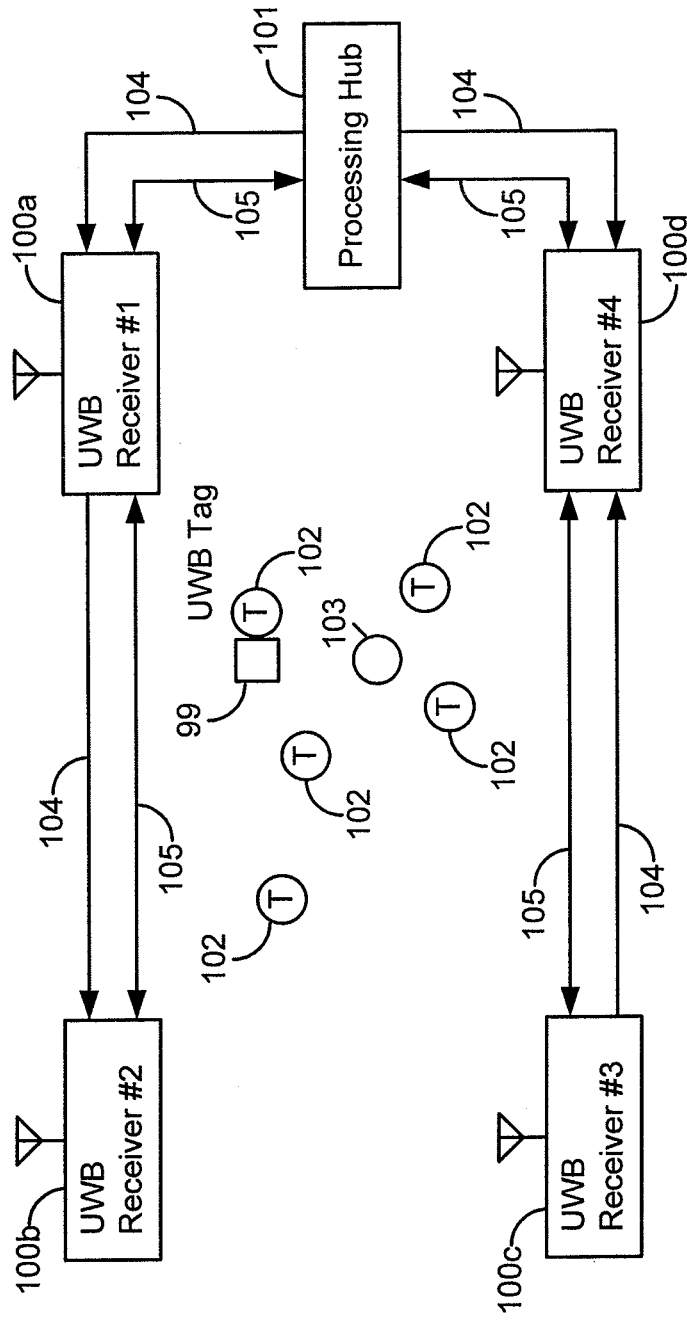 100b
UWB
Receiver #2
104
105
100a
UWB
Receiver #1
104
105
101
Processing Hub
104
105
UWB Tag
T
102
99
T
102
T
102
103
T
102
T
102
100c
UWB
Receiver #3
105
104
UWB
Receiver #4
100d